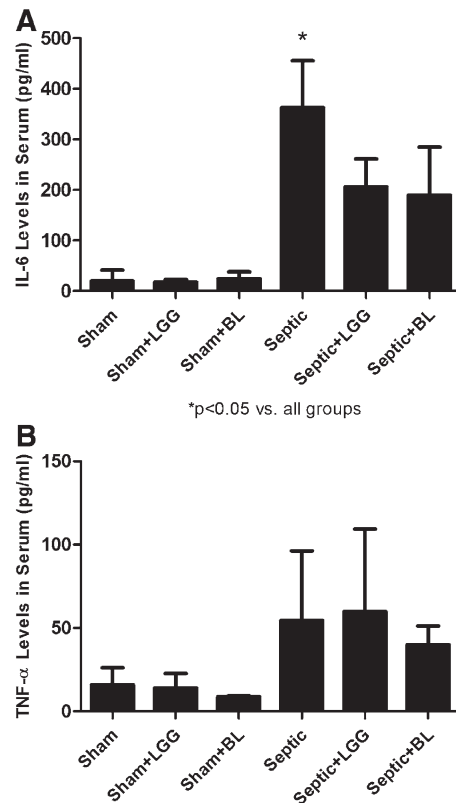 A
IL-6 Levels in Serum (pg/ml)
500
400
300
200
100
0
*
Sham
Sham+LGG
Sham+BL
Septic
Septic+LGG
Septic+BL
*p<0.05 vs. all groups
B
TNF-α Levels in Serum (pg/ml)
150
100
50
0
Sham
Sham+LGG
Sham+BL
Septic
Septic+LGG
Septic+BL